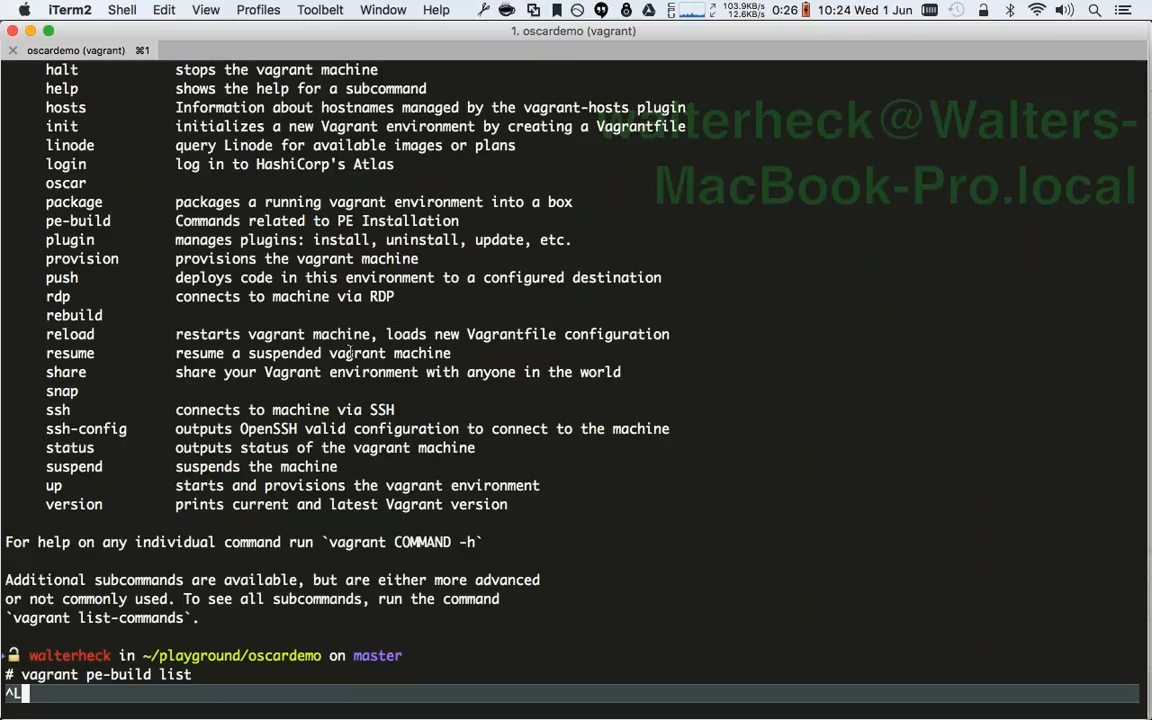 iTerm2 Shell Edit View Profiles Toolbelt Window Help 103.9KB/s 12.6KB/s 0:26 10:24 Wed 1 Jun
1. oscardemo (vagrant)
oscardemo (vagrant) ⌘1
walterheck@Walters-
MacBook-Pro.local
halt stops the vagrant machine
help shows the help for a subcommand
hosts Information about hostnames managed by the vagrant-hosts plugin
init initializes a new Vagrant environment by creating a Vagrantfile
linode query Linode for available images or plans
login log in to HashiCorp's Atlas
oscar
package packages a running vagrant environment into a box
pe-build Commands related to PE Installation
plugin manages plugins: install, uninstall, update, etc.
provision provisions the vagrant machine
push deploys code in this environment to a configured destination
rdp connects to machine via RDP
rebuild
reload restarts vagrant machine, loads new Vagrantfile configuration
resume resume a suspended vagrant machine
share share your Vagrant environment with anyone in the world
snap
ssh connects to machine via SSH
ssh-config outputs OpenSSH valid configuration to connect to the machine
status outputs status of the vagrant machine
suspend suspends the machine
up starts and provisions the vagrant environment
version prints current and latest Vagrant version
For help on any individual command run `vagrant COMMAND -h`
Additional subcommands are available, but are either more advanced
or not commonly used. To see all subcommands, run the command
`vagrant list-commands`.
walterheck in ~/playground/oscardemo on master
# vagrant pe-build list
^L